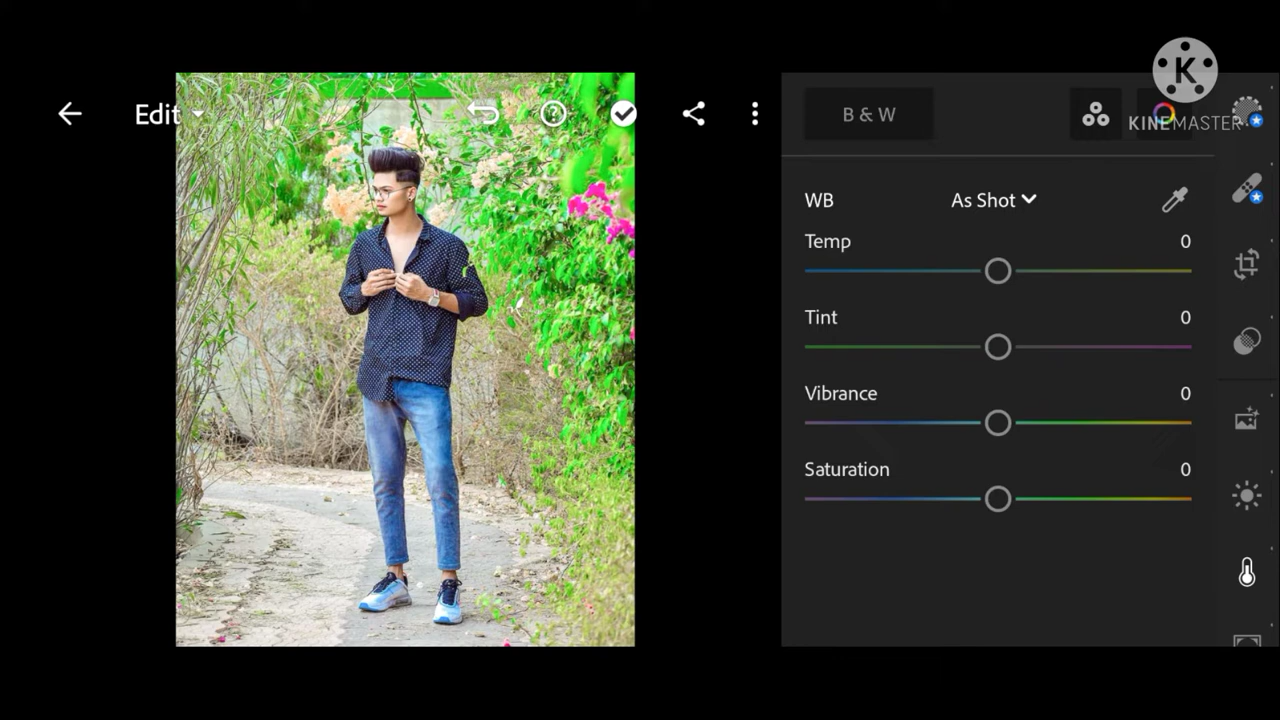 Edit
B & W
K
KINEMASTER
WB As Shot
Temp 0
Tint 0
Vibrance 0
Saturation 0